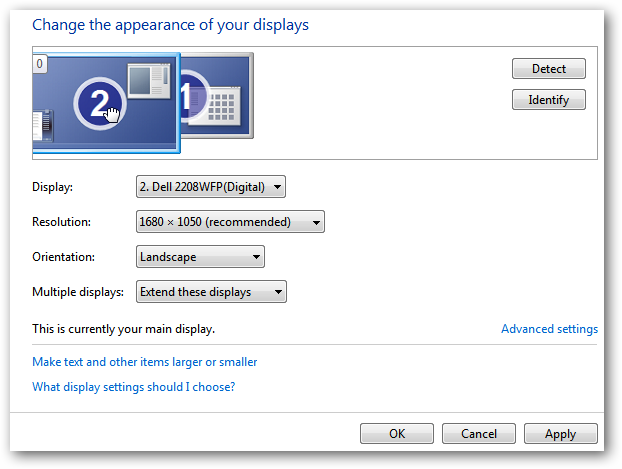 Change the appearance of your displays
0
2
1
Detect
Identify
Display: 2. Dell 2208WFP(Digital)
Resolution: 1680 × 1050 (recommended)
Orientation: Landscape
Multiple displays: Extend these displays
This is currently your main display. Advanced settings
Make text and other items larger or smaller
What display settings should I choose?
OK Cancel Apply